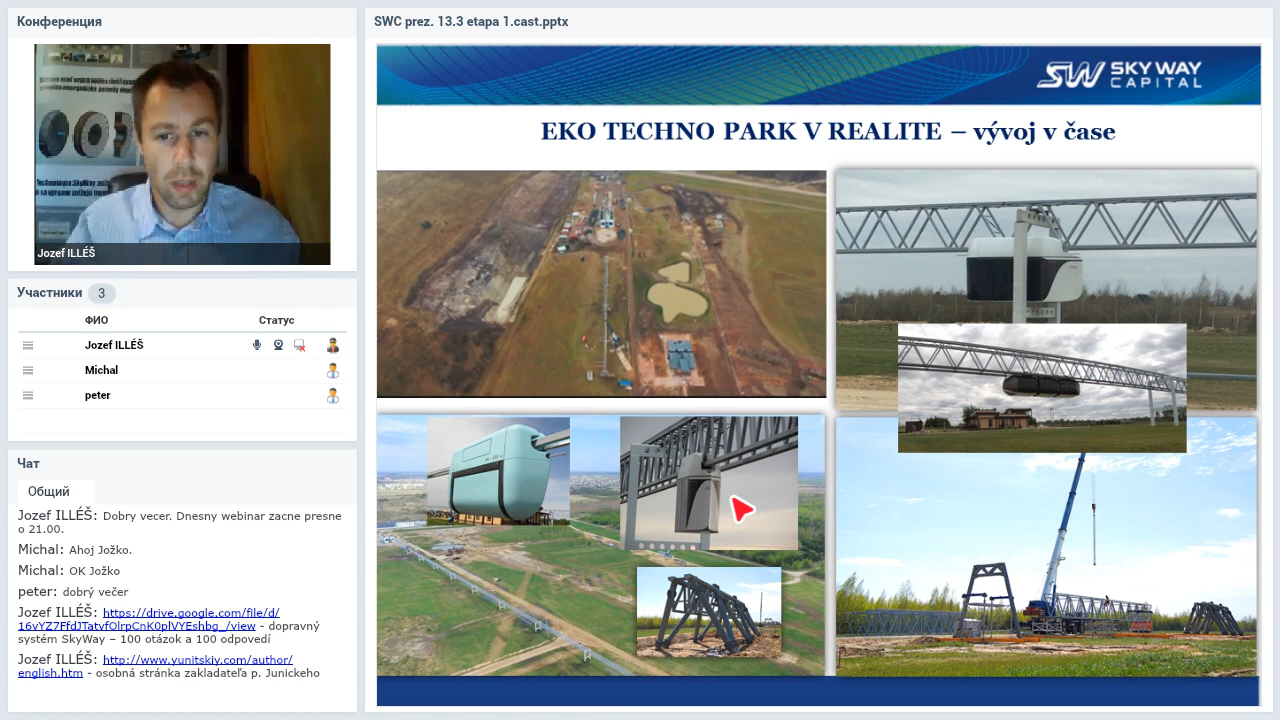 Конференция
Jozef ILLÉŠ
Участники 3
ФИО Статус
Jozef ILLÉŠ
Michal
peter
Чат
Общий
Jozef ILLÉŠ: Dobry vecer. Dnesny webinar zacne presne
o 21.00.
Michal: Ahoj Jožko.
Michal: OK Jožko
peter: dobrý večer
Jozef ILLÉŠ: https://drive.google.com/file/d/
- dopravný
systém SkyWay – 100 otázok a 100 odpovedí
Jozef ILLÉŠ: http://www.yunitskiy.com/author/
english.htm - osobná stránka zakladateľa p. Junickeho
SWC prez. 13.3 etapa 1.cast.pptx
SW SKY WAY
CAPITAL
EKO TECHNO PARK V REALITE – vývoj v čase